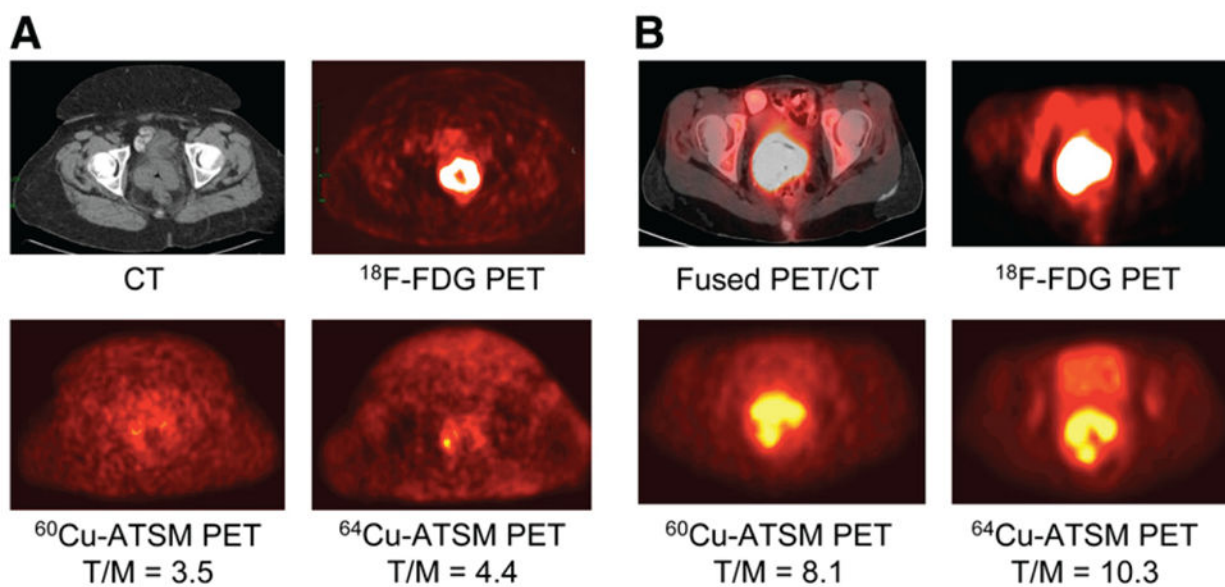 A
B
CT
¹⁸F-FDG PET
Fused PET/CT
¹⁸F-FDG PET
⁶⁰Cu-ATSM PET
T/M = 3.5
⁶⁴Cu-ATSM PET
T/M = 4.4
⁶⁰Cu-ATSM PET
T/M = 8.1
⁶⁴Cu-ATSM PET
T/M = 10.3